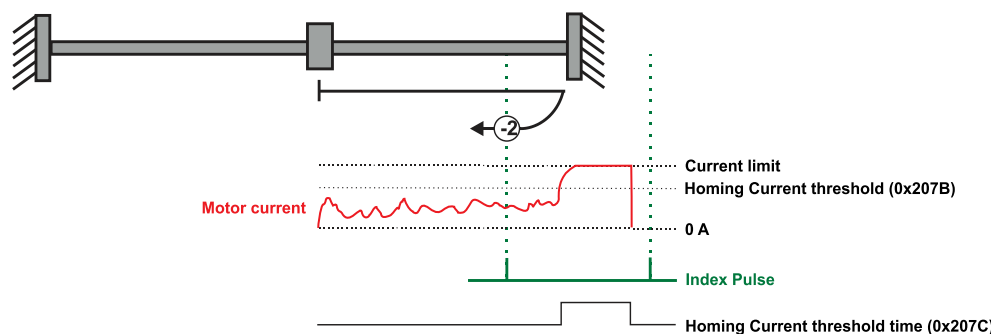 -2
Current limit
Homing Current threshold (0x207B)
Motor current
0 A
Index Pulse
Homing Current threshold time (0x207C)